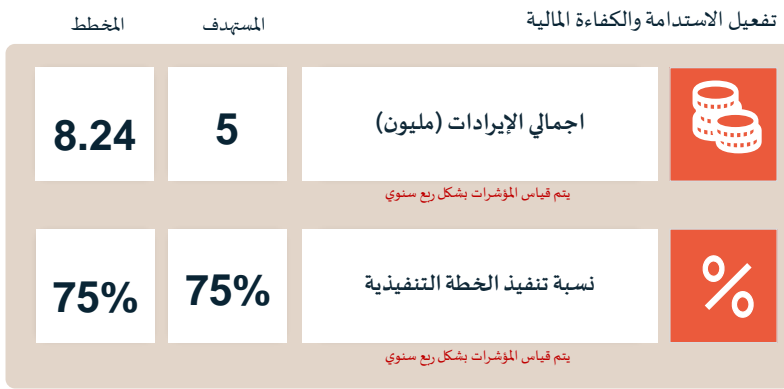 تفعيل الاستدامة والكفاءة المالية
المستهدف
المخطط
اجمالي الإيرادات (مليون)
5
8.24
يتم قياس المؤشرات بشكل ربع سنوي
نسبة تنفيذ الخطة التنفيذية
75%
75%
يتم قياس المؤشرات بشكل ربع سنوي